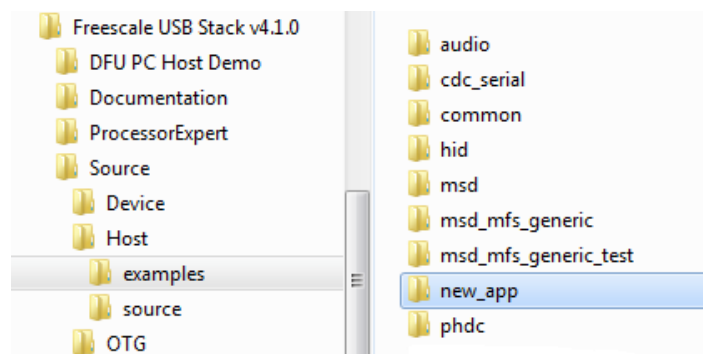 Freescale USB Stack v4.1.0
DFU PC Host Demo
Documentation
ProcessorExpert
Source
Device
Host
examples
source
OTG
audio
cdc_serial
common
hid
msd
msd_mfs_generic
msd_mfs_generic_test
new_app
phdc